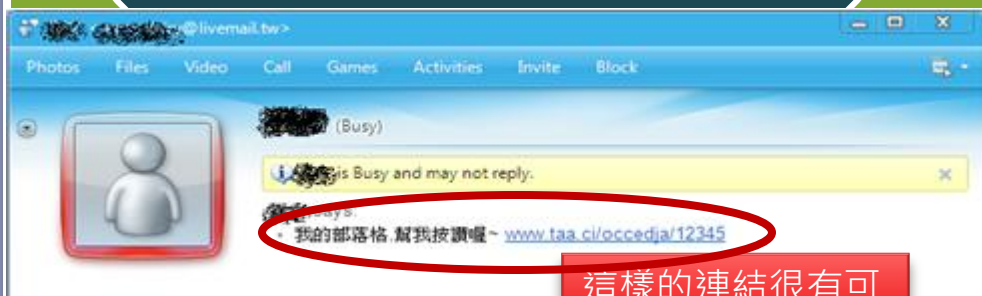 @livemail.tw>
Photos Files Video Call Games Activities Invite Block
(Busy)
is Busy and may not reply.
says:
我的部落格.幫我按讚喔~ www.taa.ci/occedja/12345
這樣的連結很有可